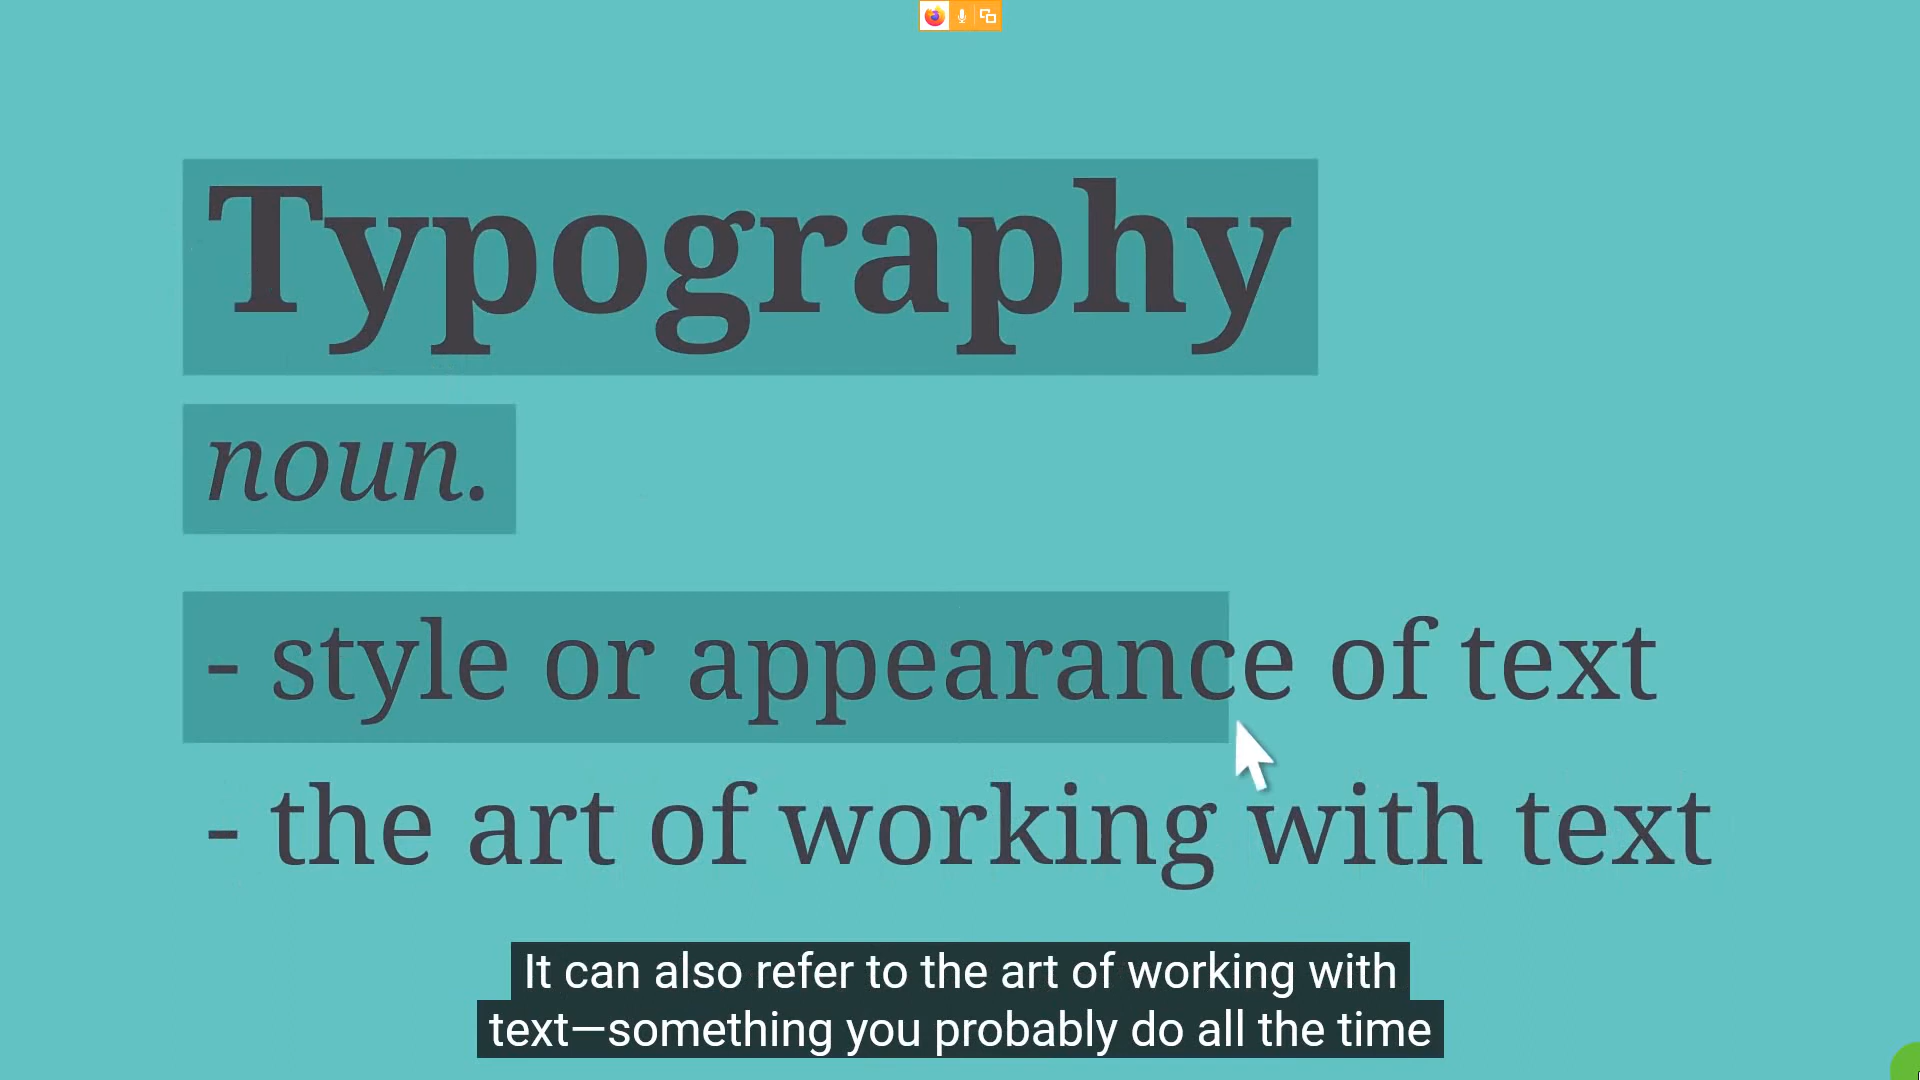 Typography
noun.
- style or appearance of text
- the art of working with text
It can also refer to the art of working with
text—something you probably do all the time